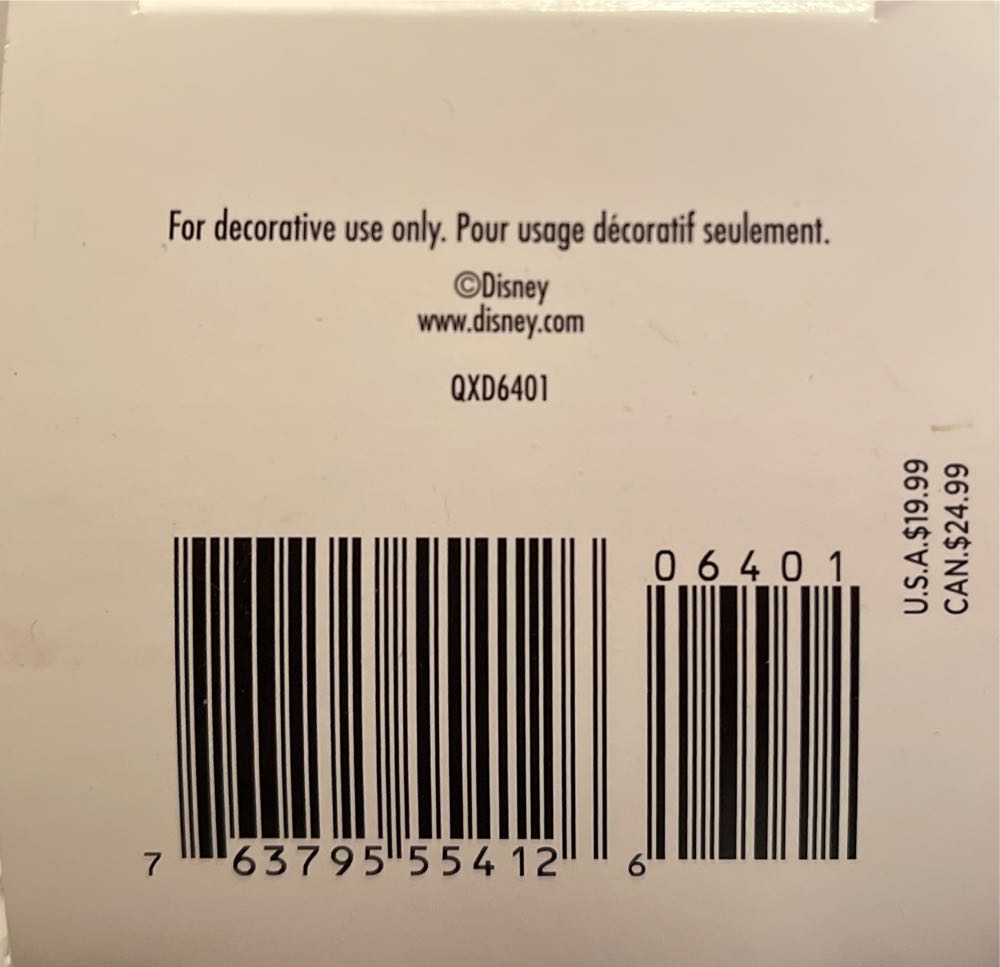 For decorative use only. Pour usage décoratif seulement.
©Disney
www.disney.com
QXD6401
U.S.A.$19.99
CAN.$24.99
06401
7 63795 55412 6